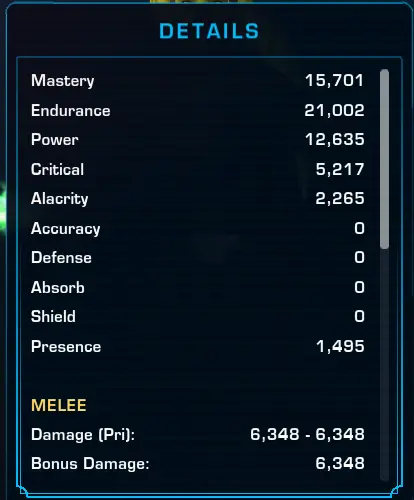 DETAILS
Mastery 15,701
Endurance 21,002
Power 12,635
Critical 5,217
Alacrity 2,265
Accuracy 0
Defense 0
Absorb 0
Shield 0
Presence 1,495
MELEE
Damage (Pri): 6,348 - 6,348
Bonus Damage: 6,348